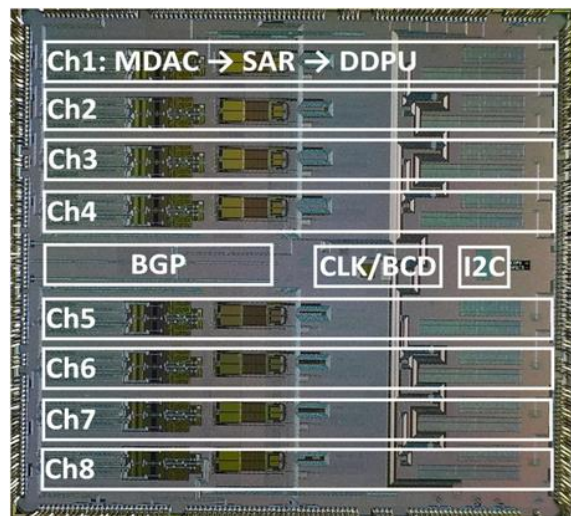 Ch1: MDAC → SAR → DDPU
Ch2
Ch3
Ch4
BGP CLK/BCD I2C
Ch5
Ch6
Ch7
Ch8